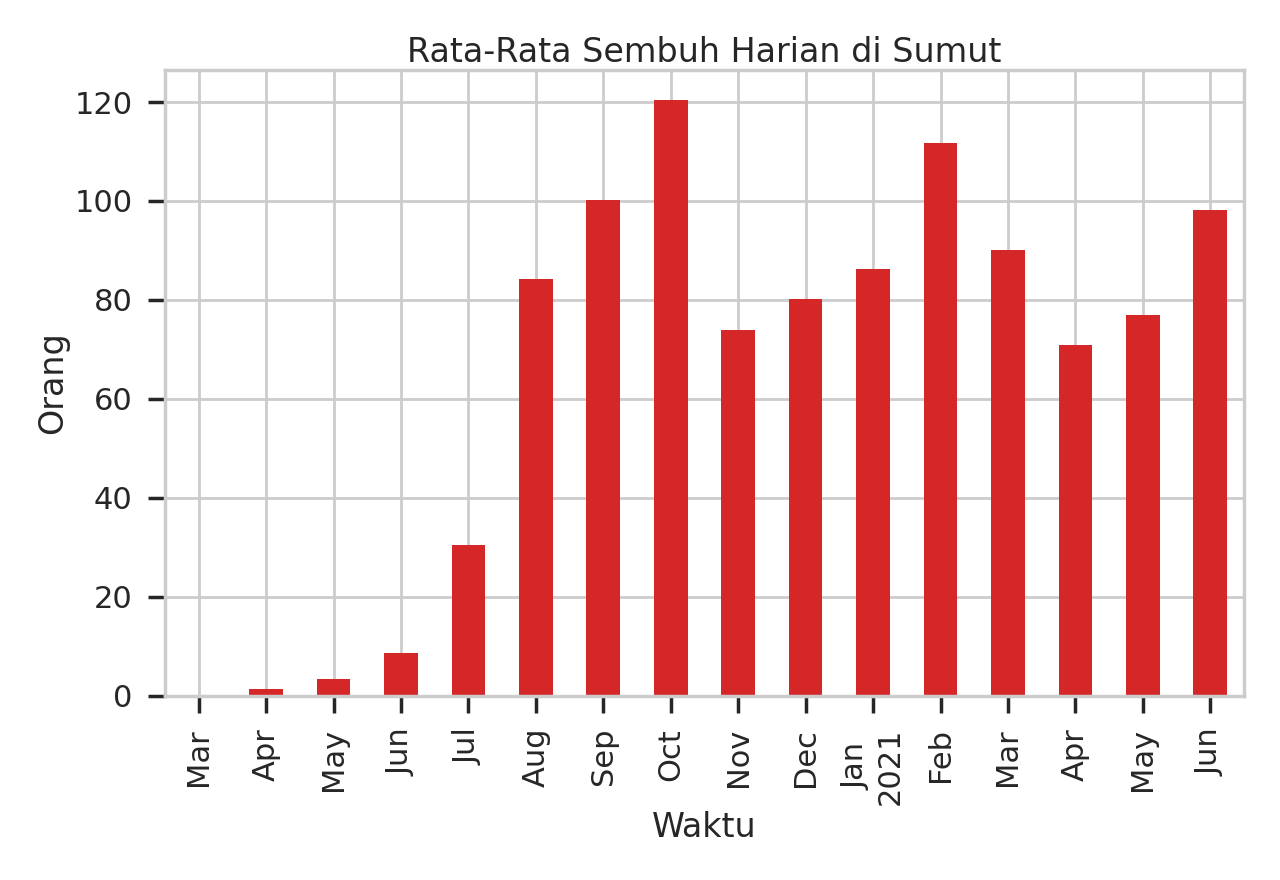 Rata-Rata Sembuh Harian di Sumut
120
100
80
60
40
20
0
Orang
Mar
Apr
May
Jun
Jul
Aug
Sep
Oct
Nov
Dec
Jan
2021
Feb
Mar
Apr
May
Jun
Waktu